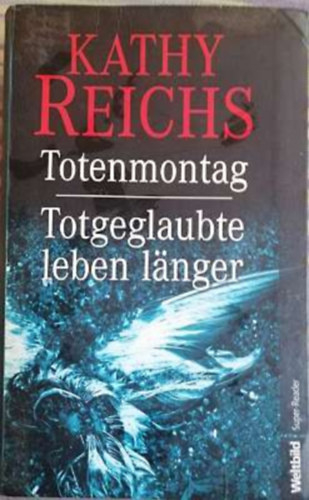 KATHY
REICHS
Totenmontag
Totgeglaubte
leben länger
Weltbild Super Reader